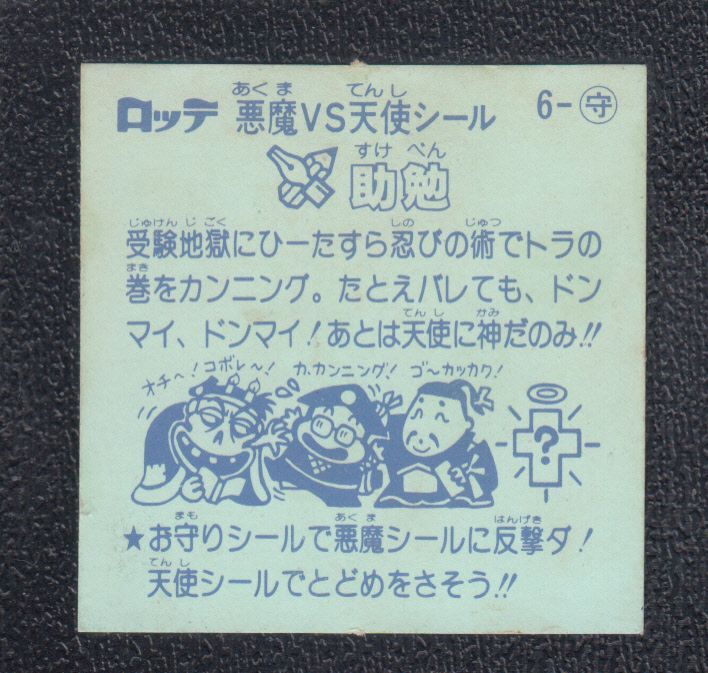 ロッテ 悪魔VS天使シール 6-守
あくま てんし
助勉
すけ べん
受験地獄にひーたすら忍びの術でトラの
じゅけん じごく しの じゅつ
巻をカンニング。たとえバレても、ドン
まき
マイ、ドンマイ!あとは天使に神だのみ!!
てんし かみ
オチヘ!コボレ〜! カ、カンニング! ゴ〜カッカク!
?
★お守りシールで悪魔シールに反撃ダ!
まも あくま はんげき
天使シールでとどめをさそう!!
てんし